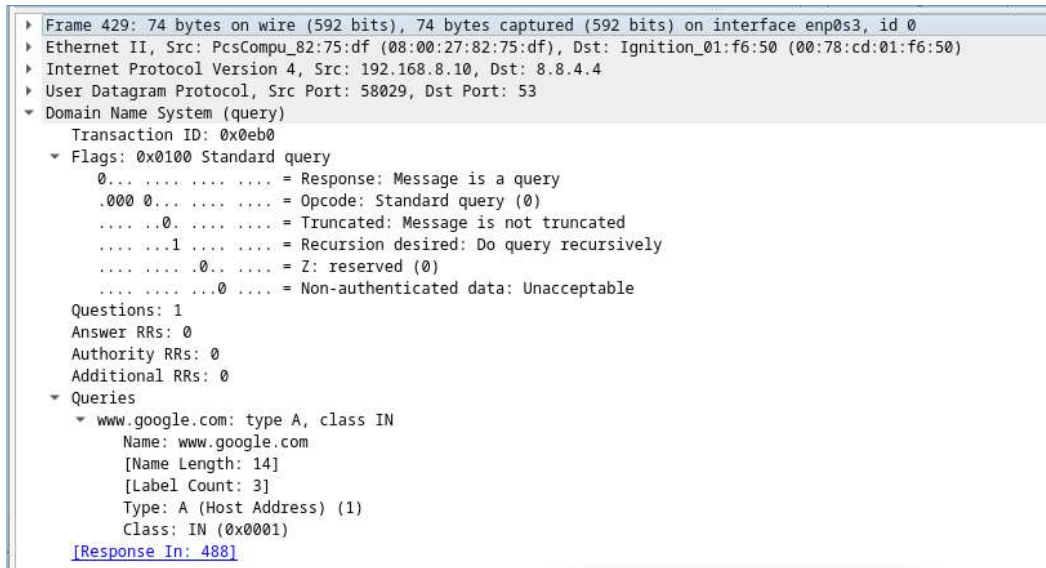 Frame 429: 74 bytes on wire (592 bits), 74 bytes captured (592 bits) on interface enp0s3, id 0
Ethernet II, Src: PcsCompu_82:75:df (08:00:27:82:75:df), Dst: Ignition_01:f6:50 (00:78:cd:01:f6:50)
Internet Protocol Version 4, Src: 192.168.8.10, Dst: 8.8.4.4
User Datagram Protocol, Src Port: 58029, Dst Port: 53
Domain Name System (query)
Transaction ID: 0x0eb0
Flags: 0x0100 Standard query
0... .... .... .... = Response: Message is a query
.000 0... .... .... = Opcode: Standard query (0)
.... ..0. .... .... = Truncated: Message is not truncated
.... ...1 .... .... = Recursion desired: Do query recursively
.... .... .0.. .... = Z: reserved (0)
.... .... ...0 .... = Non-authenticated data: Unacceptable
Questions: 1
Answer RRs: 0
Authority RRs: 0
Additional RRs: 0
Queries
www.google.com: type A, class IN
Name: www.google.com
[Name Length: 14]
[Label Count: 3]
Type: A (Host Address) (1)
Class: IN (0x0001)
[Response In: 488]